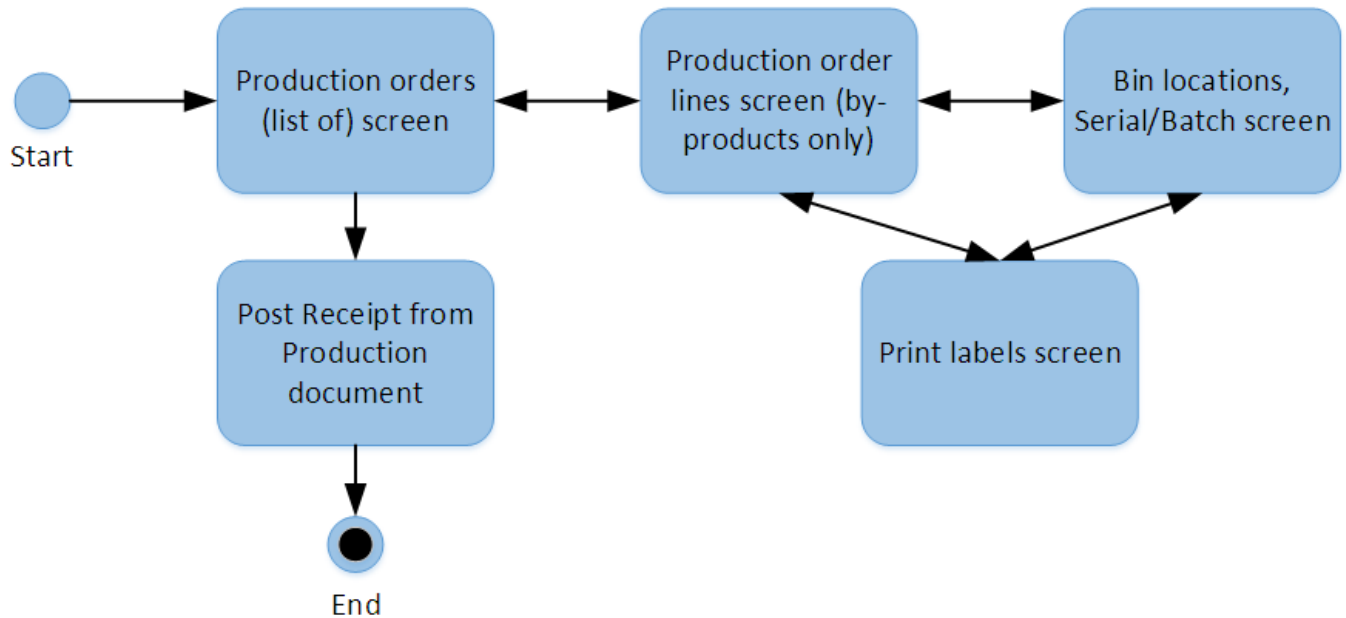 Start
Production orders
(list of) screen
Production order
lines screen (by-
products only)
Bin locations,
Serial/Batch screen
Post Receipt from
Production
document
Print labels screen
End